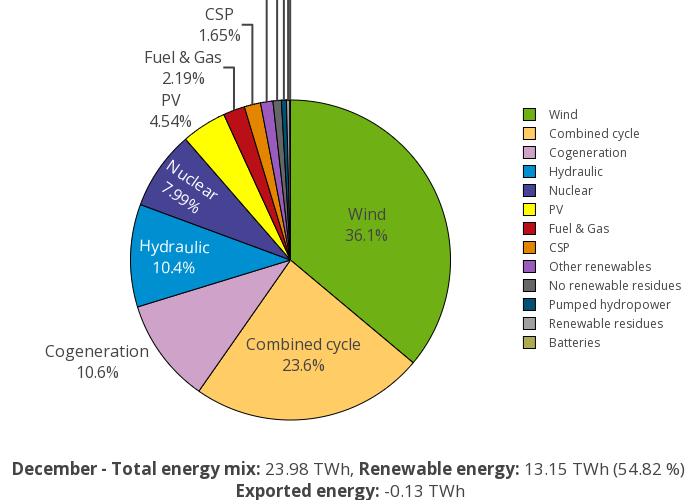 CSP
1.65%
Fuel & Gas
2.19%
PV
4.54%
Nuclear
7.99%
Hydraulic
10.4%
Cogeneration
10.6%
Combined cycle
23.6%
Wind
36.1%
Wind
Combined cycle
Cogeneration
Hydraulic
Nuclear
PV
Fuel & Gas
CSP
Other renewables
No renewable residues
Pumped hydropower
Renewable residues
Batteries
December - Total energy mix: 23.98 TWh, Renewable energy: 13.15 TWh (54.82 %)
Exported energy: -0.13 TWh